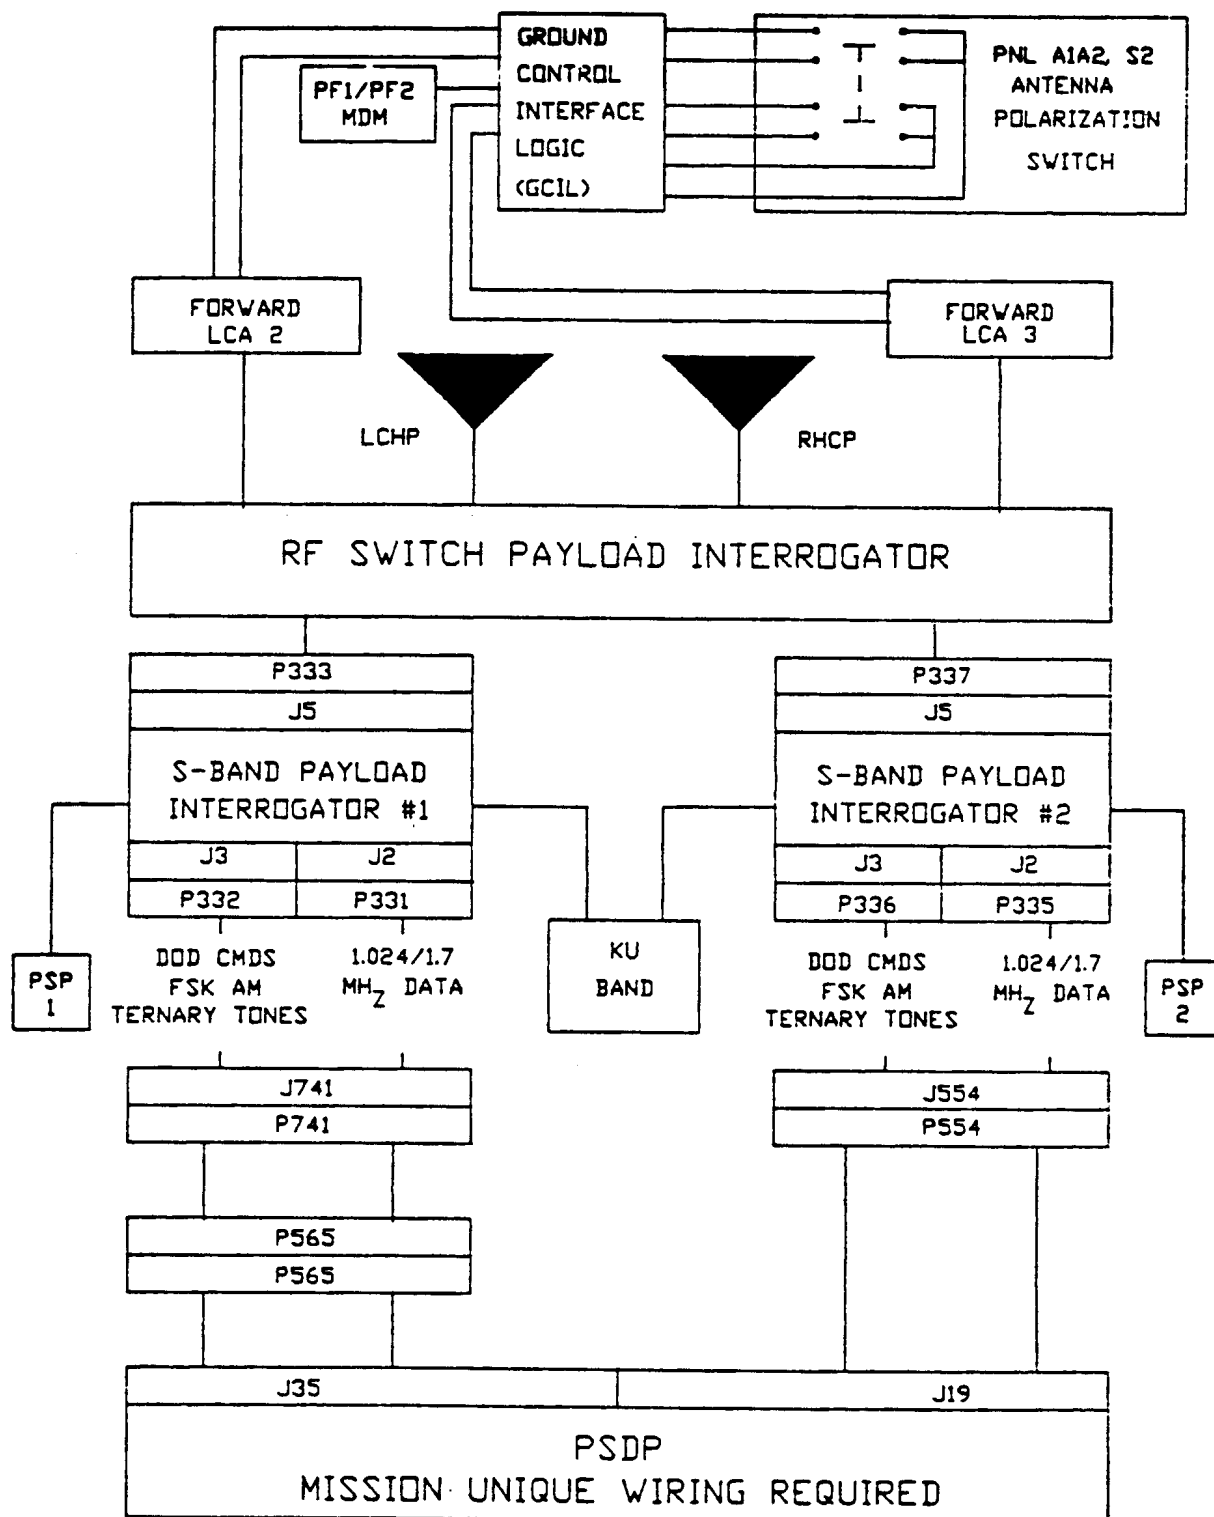 GROUND
CONTROL
INTERFACE
LOGIC
(GCIL)
PF1/PF2
MDM
PNL A1A2, S2
ANTENNA
POLARIZATION
SWITCH
FORWARD
LCA 2
FORWARD
LCA 3
LCHP
RHCP
RF SWITCH PAYLOAD INTERROGATOR
P333
J5
S-BAND PAYLOAD
INTERROGATOR #1
J3
J2
P332
P331
P337
J5
S-BAND PAYLOAD
INTERROGATOR #2
J3
J2
P336
P335
PSP
1
DOD CMDS
FSK AM
TERNARY TONES
1.024/1.7
MHZ DATA
KU
BAND
DOD CMDS
FSK AM
TERNARY TONES
1.024/1.7
MHZ DATA
PSP
2
J741
P741
J554
P554
P565
P565
J35
J19
PSDP
MISSION UNIQUE WIRING REQUIRED